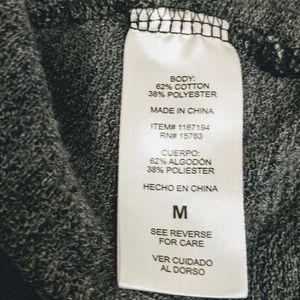 BODY:
62% COTTON
38% POLYESTER
MADE IN CHINA
ITEM# 1167194
RN# 15763
CUERPO:
62% ALGODÓN
38% POLIÉSTER
HECHO EN CHINA
M
SEE REVERSE
FOR CARE
VER CUIDADO
AL DORSO